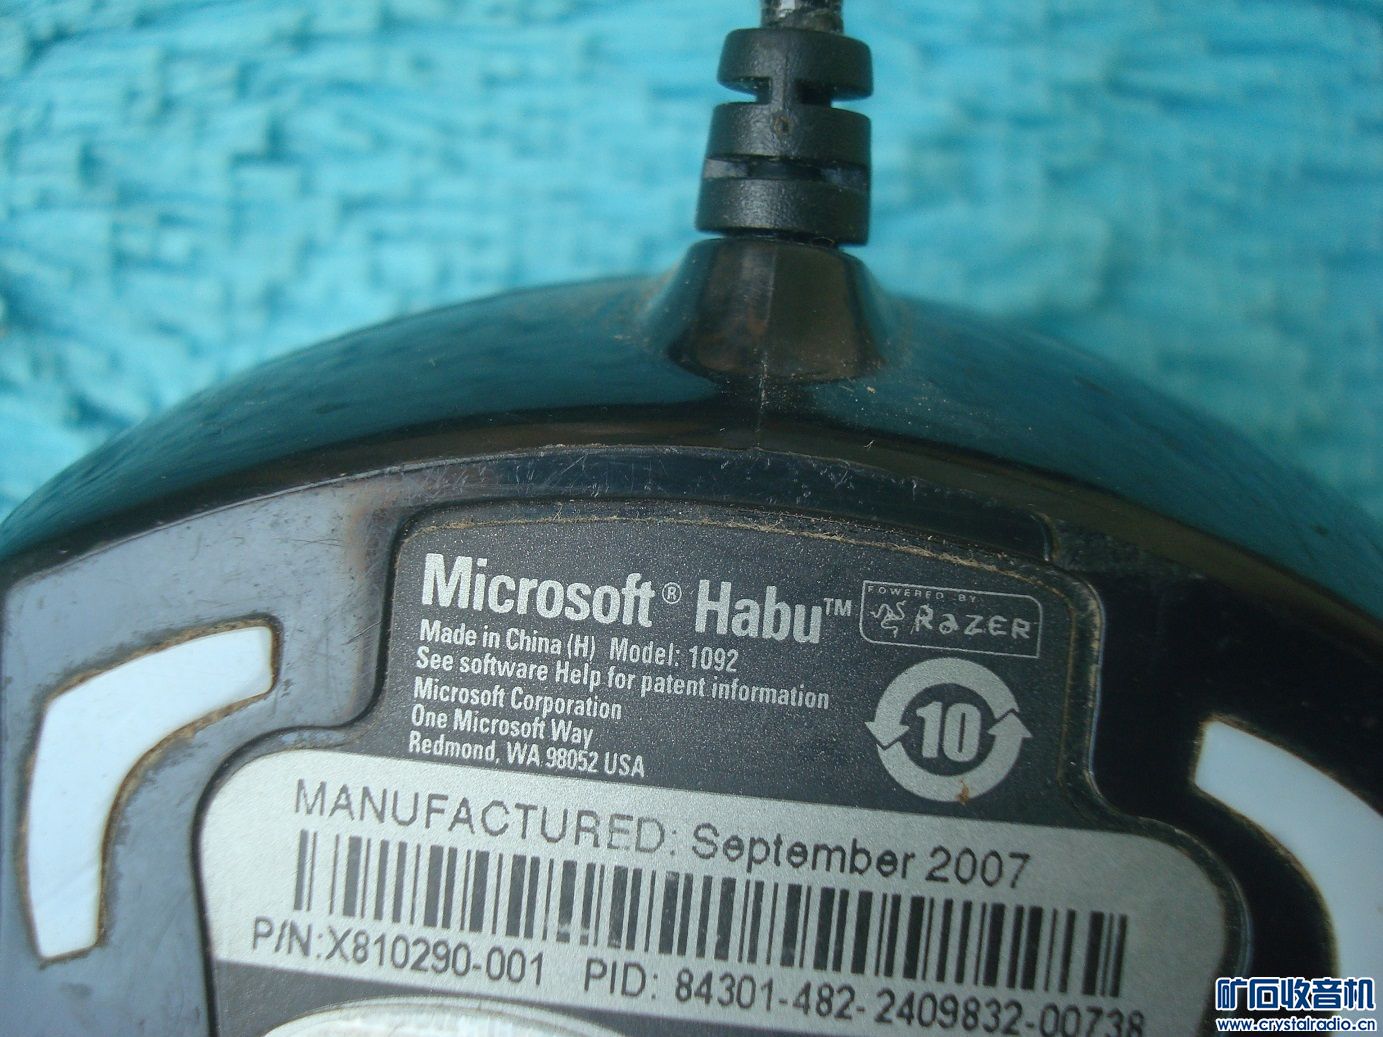 Microsoft® Habu™
POWERED BY
RAZER
Made in China (H) Model: 1092
See software Help for patent information
Microsoft Corporation
One Microsoft Way
Redmond, WA 98052 USA
10
MANUFACTURED: September 2007
P/N:X810290-001 PID: 84301-482-2409832-00738
矿石收音机
www.crystalradio.cn